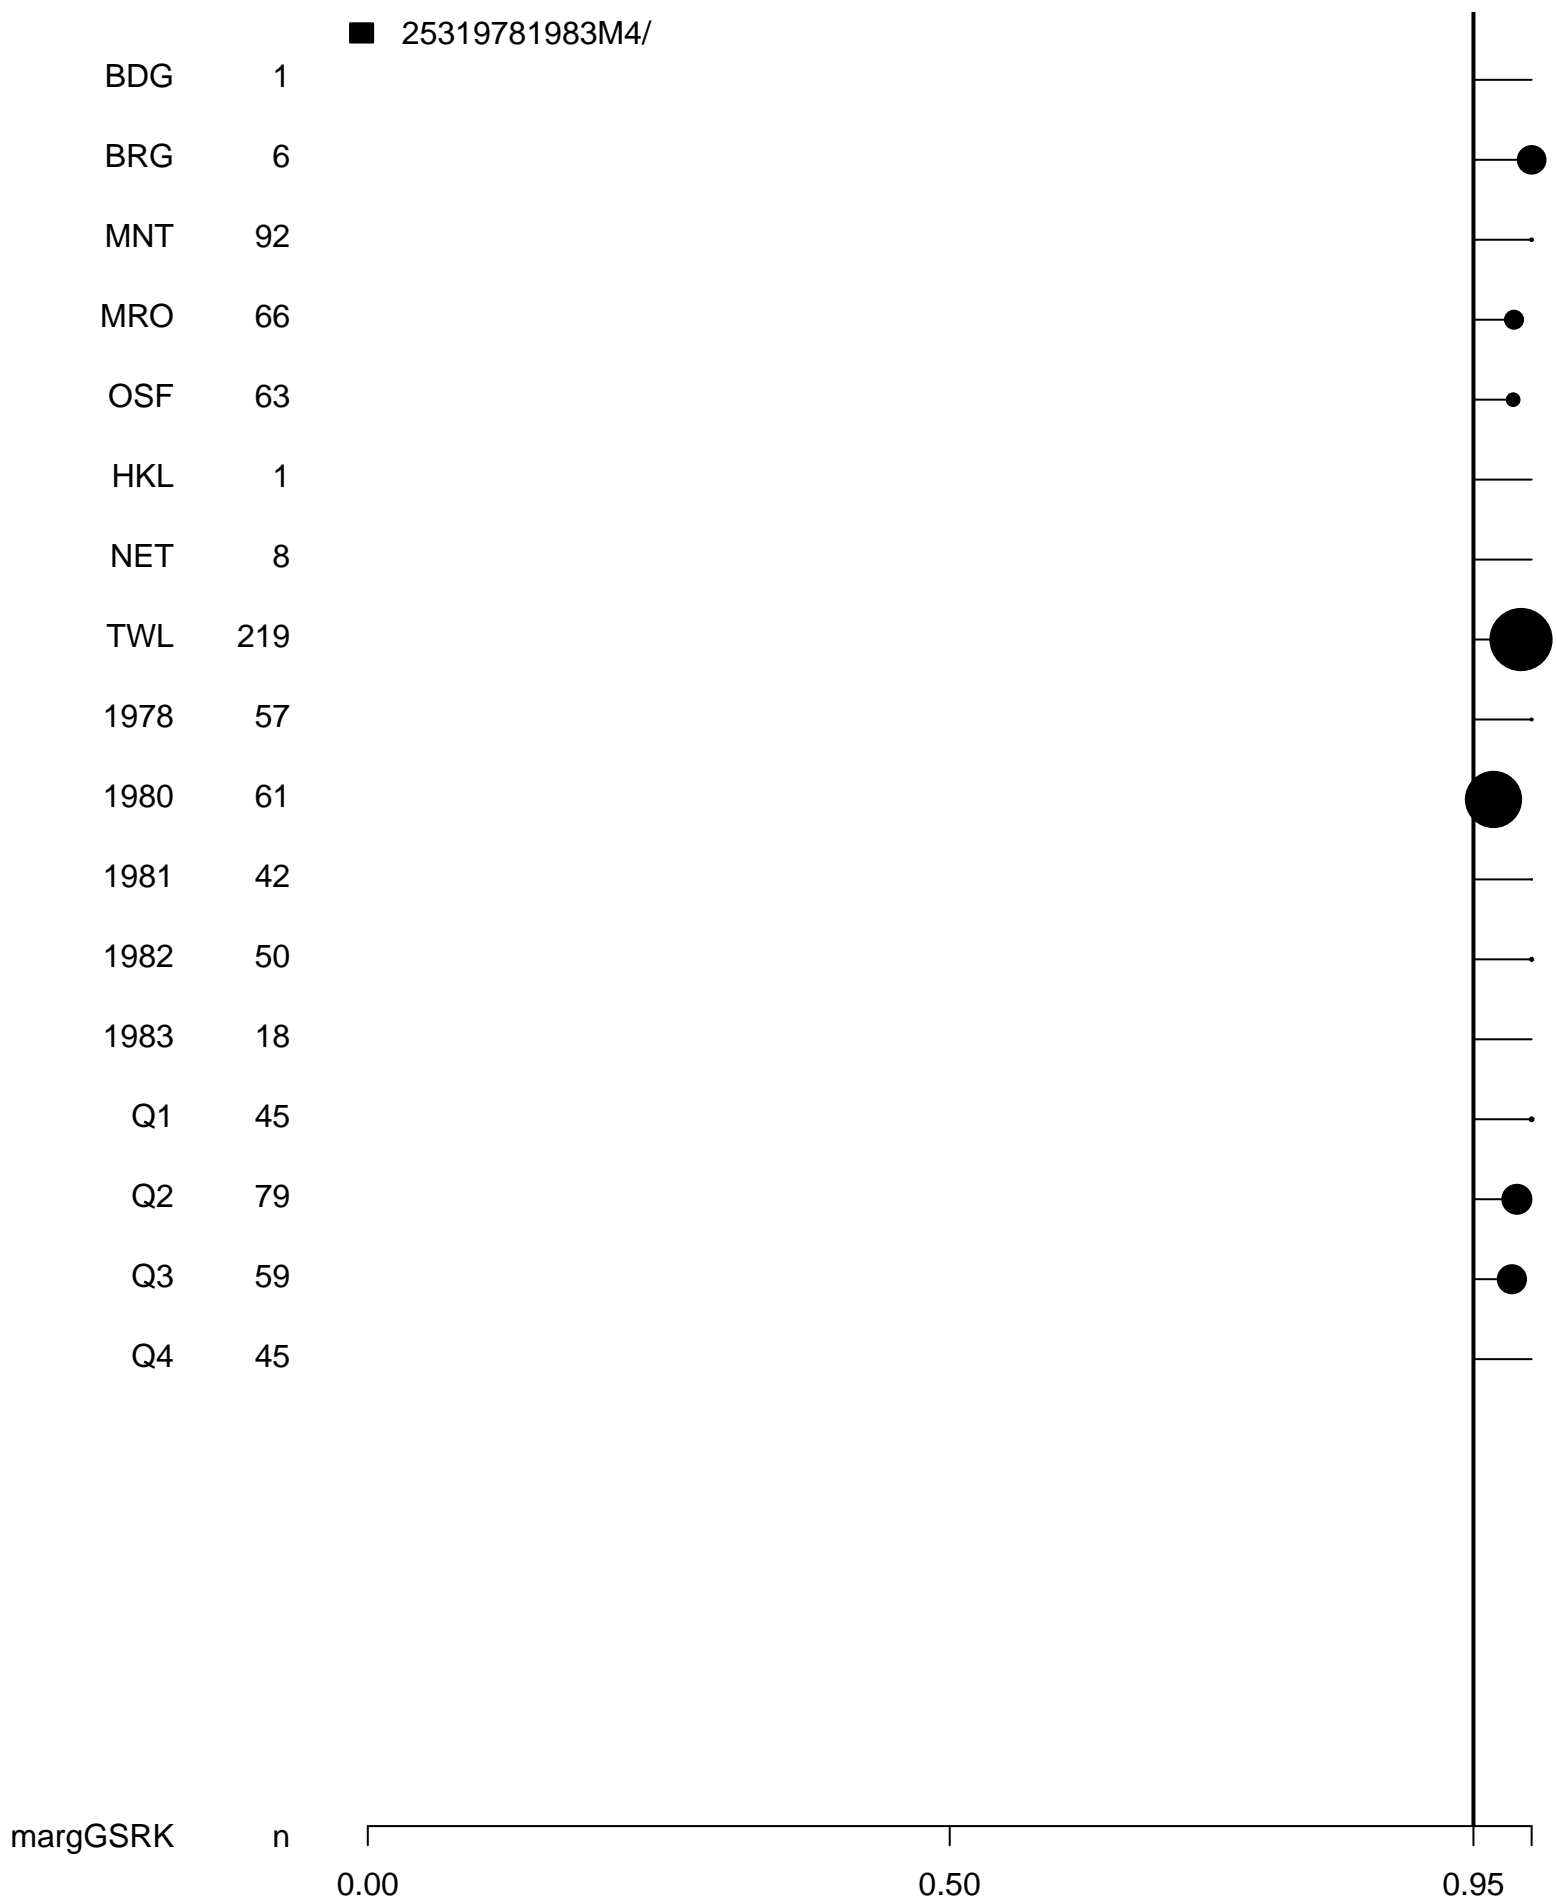 25319781983M4/
BDG 1
BRG 6
MNT 92
MRO 66
OSF 63
HKL 1
NET 8
TWL 219
1978 57
1980 61
1981 42
1982 50
1983 18
Q1 45
Q2 79
Q3 59
Q4 45
margGSRK n
0.00 0.50 0.95